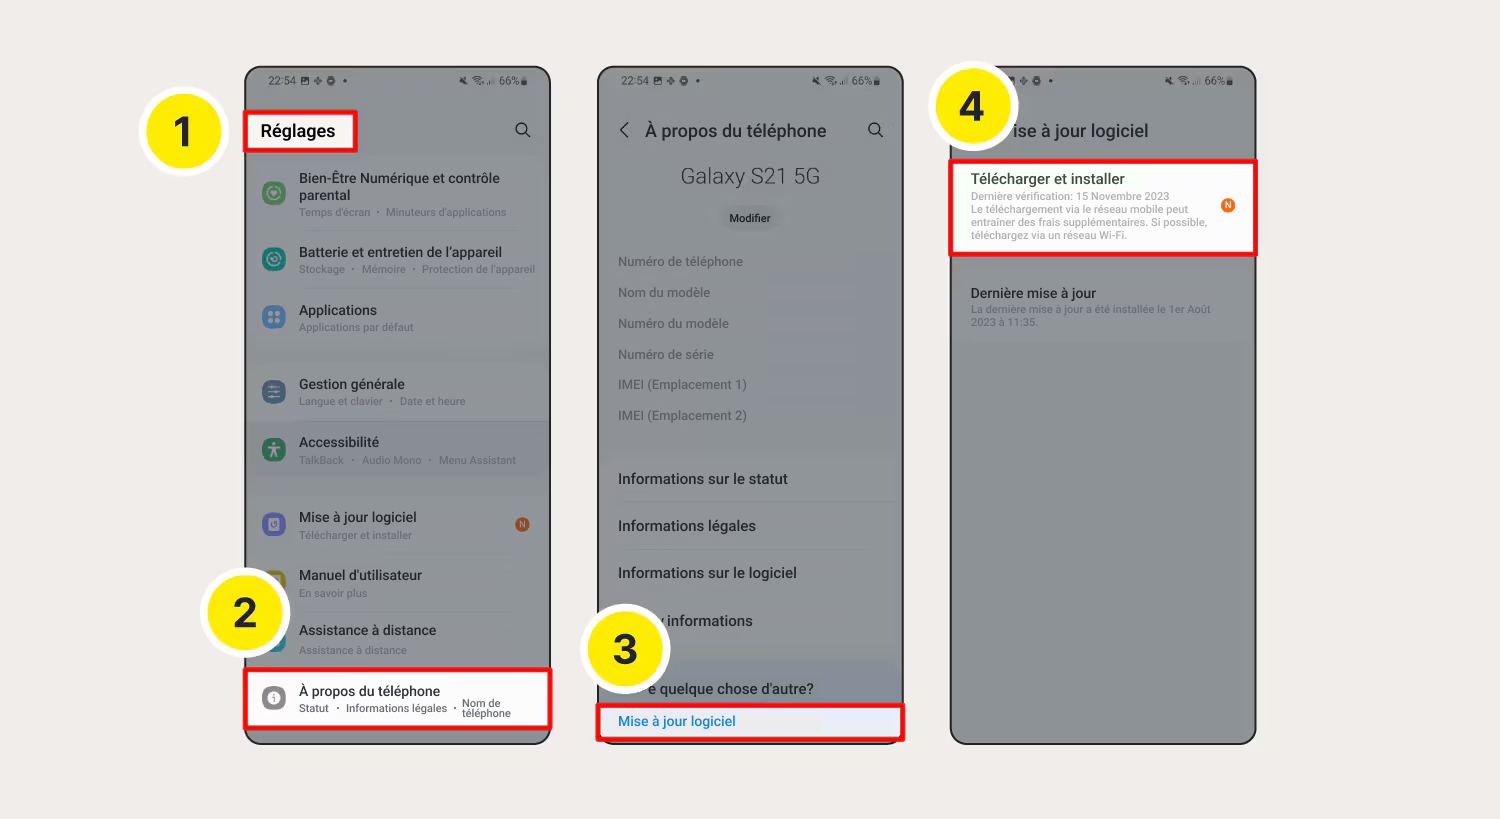 1
22:54
66%
Réglages
Bien-Être Numérique et contrôle
parental
Temps d'écran • Minuteurs d'applications
Batterie et entretien de l'appareil
Stockage • Mémoire • Protection de l'appareil
Applications
Applications par défaut
Gestion générale
Langue et clavier • Date et heure
Accessibilité
TalkBack • Audio Mono • Menu Assistant
Mise à jour logiciel
N
Télécharger et installer
Manuel d'utilisateur
En savoir plus
2
Assistance à distance
Assistance à distance
À propos du téléphone
Statut • Informations légales • Nom de
téléphone
22:54
66%
À propos du téléphone
Galaxy S21 5G
Modifier
Numéro de téléphone
Nom du modèle
Numéro du modèle
Numéro de série
IMEI (Emplacement 1)
IMEI (Emplacement 2)
Informations sur le statut
Informations légales
Informations sur le logiciel
informations
3
e quelque chose d'autre?
Mise à jour logiciel
4
66%
ise à jour logiciel
Télécharger et installer
Dernière vérification: 15 Novembre 2023
Le téléchargement via le réseau mobile peut
entraîner des frais supplémentaires. Si possible,
téléchargez via un réseau Wi-Fi.
N
Dernière mise à jour
La dernière mise à jour a été installée le 1er Août
2023 à 11:35.